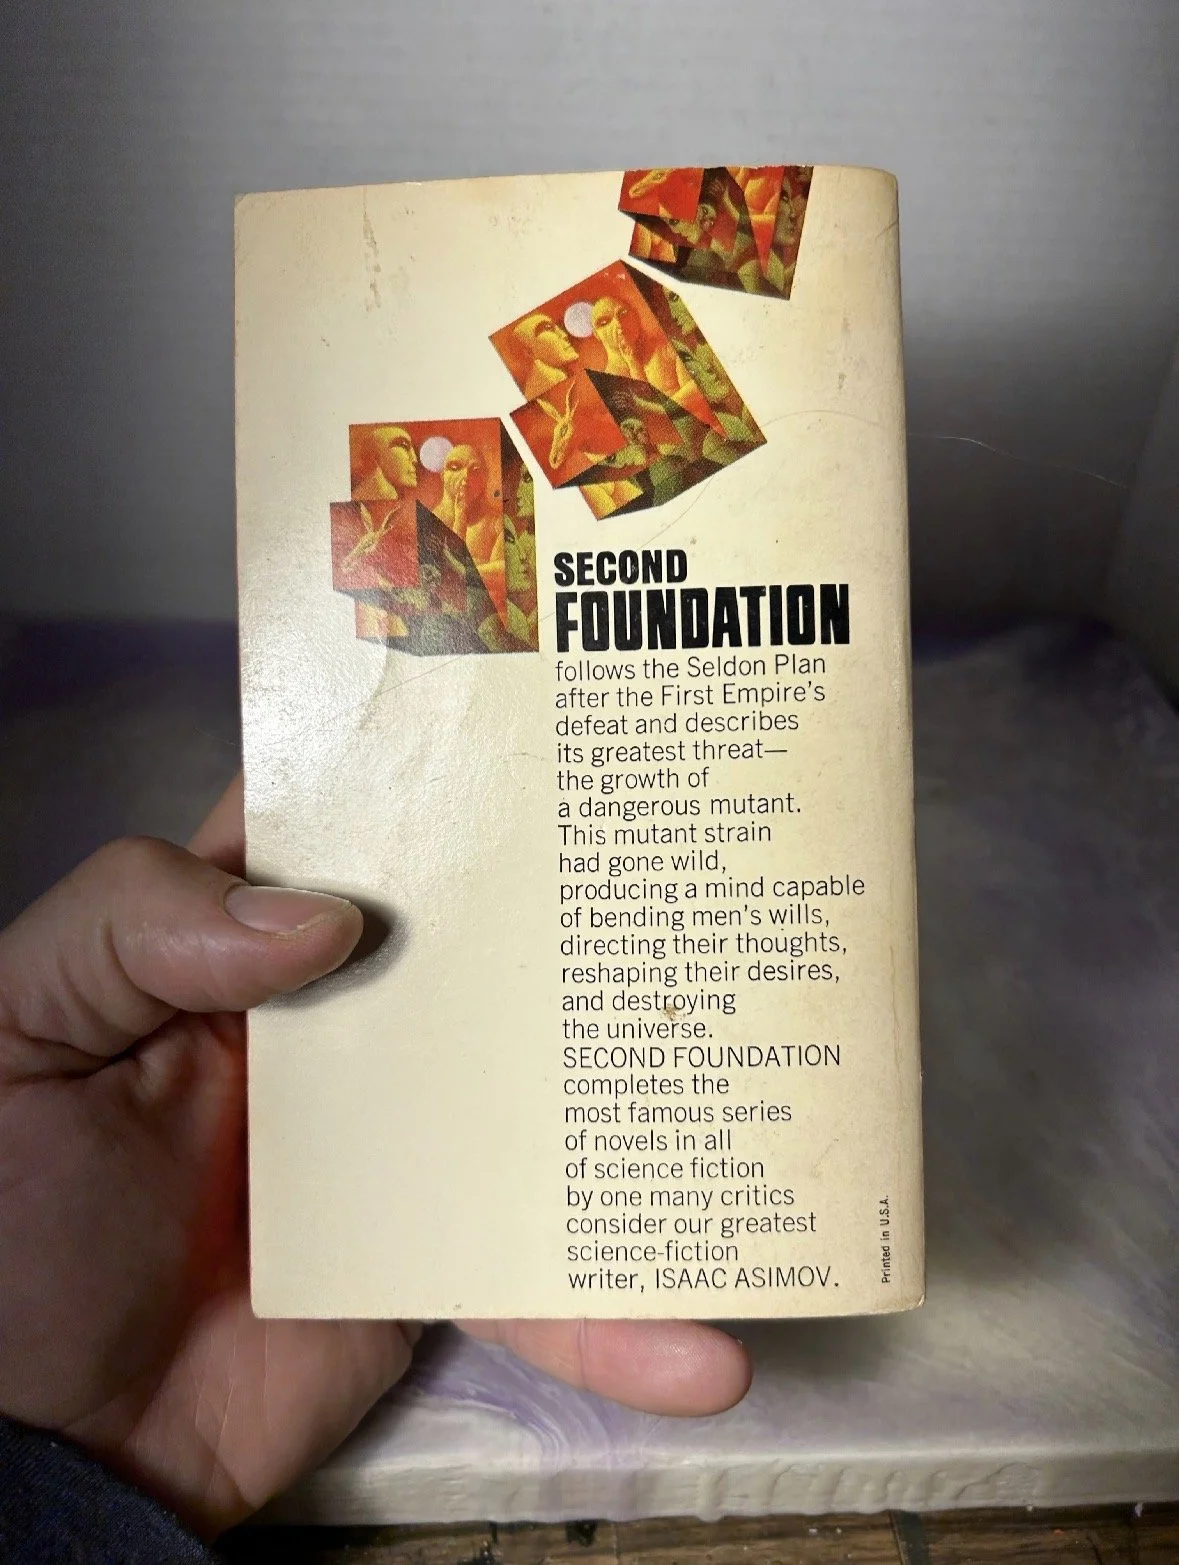 SECOND
FOUNDATION
follows the Seldon Plan
after the First Empire's
defeat and describes
its greatest threat—
the growth of
a dangerous mutant.
This mutant strain
had gone wild,
producing a mind capable
of bending men's wills,
directing their thoughts,
reshaping their desires,
and destroying
the universe.
SECOND FOUNDATION
completes the
most famous series
of novels in all
of science fiction
by one many critics
consider our greatest
science-fiction
writer, ISAAC ASIMOV.
Printed in U.S.A.